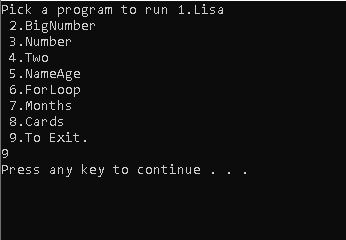 Pick a program to run 1.Lisa
2.BigNumber
3.Number
4.Two
5.NameAge
6.ForLoop
7.Months
8.Cards
9.To Exit.
9
Press any key to continue . . .